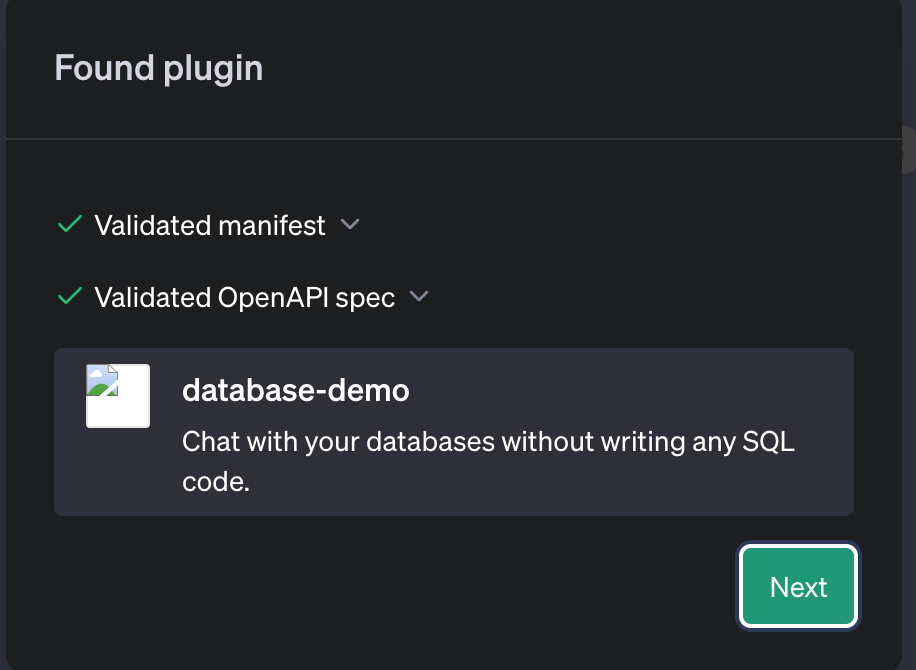 Found plugin
Validated manifest
Validated OpenAPI spec
database-demo
Chat with your databases without writing any SQL
code.
Next